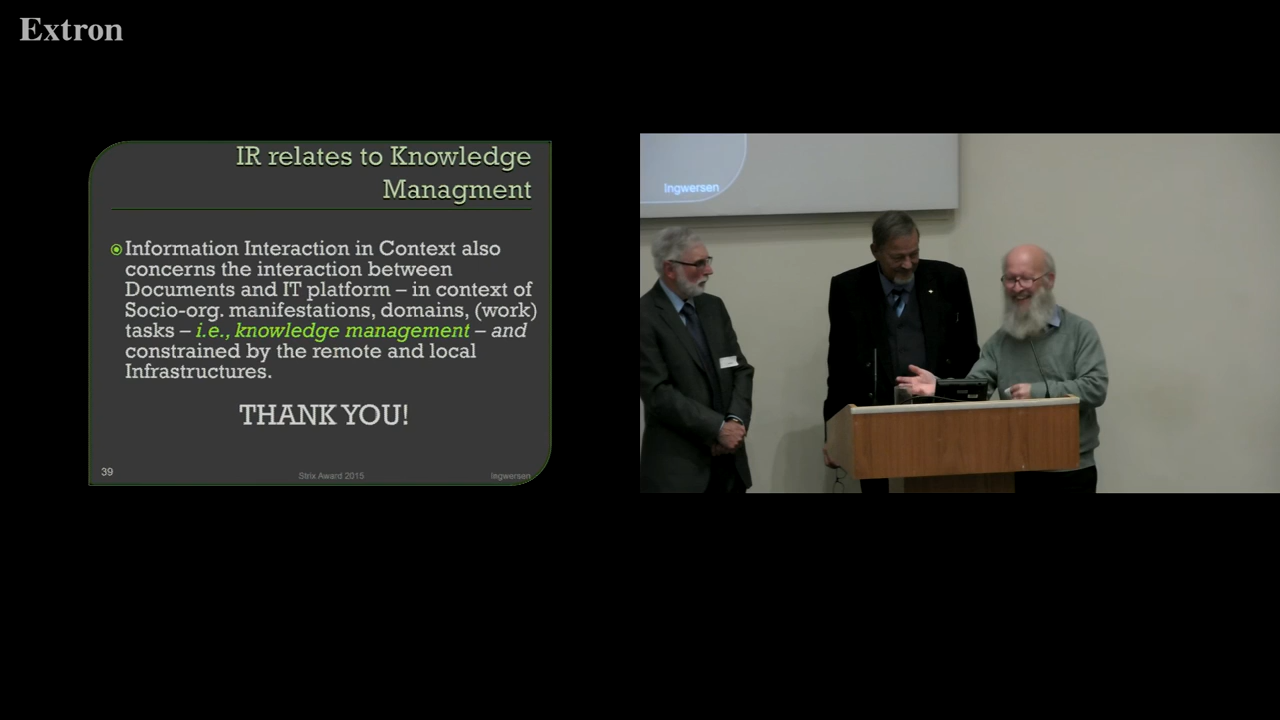 Extron
IR relates to Knowledge
Managment
Information Interaction in Context also
concerns the interaction between
Documents and IT platform – in context of
Socio-org. manifestations, domains, (work)
tasks – i.e., knowledge management – and
constrained by the remote and local
Infrastructures.
THANK YOU!
39
Strix Award 2015
Ingwersen
Ingwersen